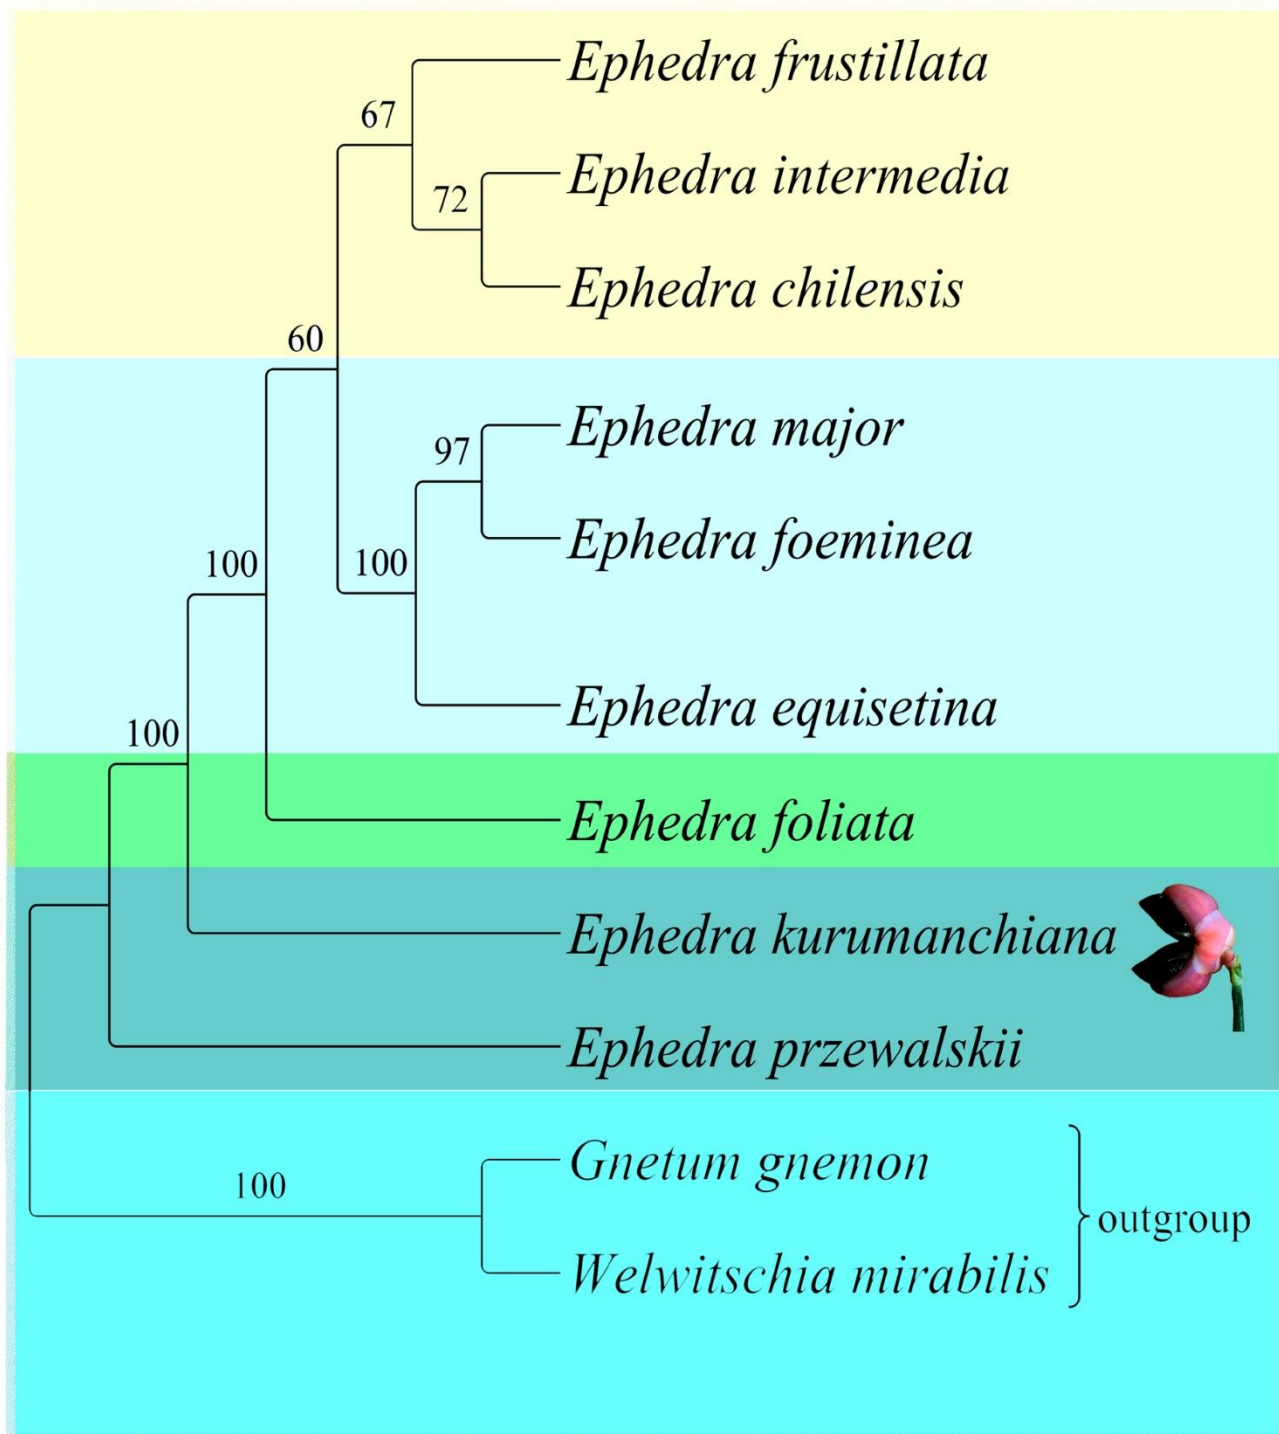 Ephedra frustillata
67
Ephedra intermedia
72
Ephedra chilensis
60
Ephedra major
97
Ephedra foeminea
100
100
Ephedra equisetina
100
Ephedra foliata
Ephedra kurumanchiana
Ephedra przewalskii
Gnetum gnemon
100
outgroup
Welwitschia mirabilis